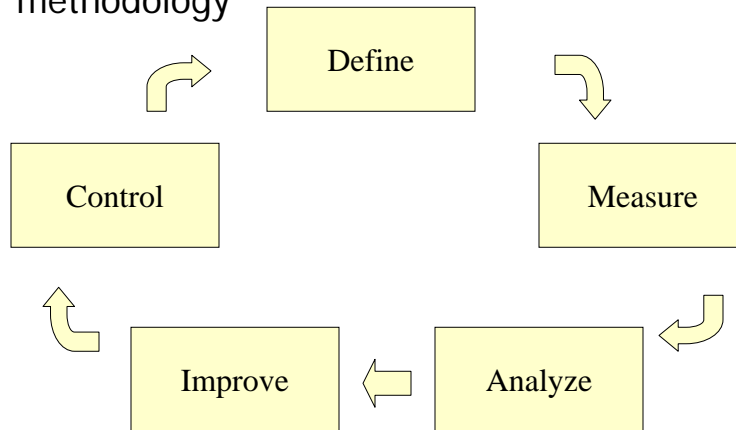 methodology
Define
Control
Measure
Improve
Analyze